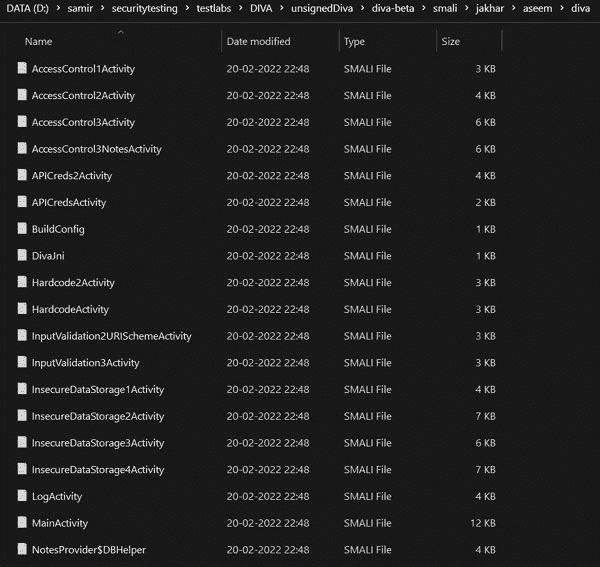 DATA (D:) > samir > securitytesting > testlabs > DIVA > unsignedDiva > diva-beta > smali > jakhar > aseem > diva
Name Date modified Type Size
AccessControl1Activity 20-02-2022 22:48 SMALI File 3 KB
AccessControl2Activity 20-02-2022 22:48 SMALI File 4 KB
AccessControl3Activity 20-02-2022 22:48 SMALI File 6 KB
AccessControl3NotesActivity 20-02-2022 22:48 SMALI File 6 KB
APICreds2Activity 20-02-2022 22:48 SMALI File 4 KB
APICredsActivity 20-02-2022 22:48 SMALI File 2 KB
BuildConfig 20-02-2022 22:48 SMALI File 1 KB
DivaJni 20-02-2022 22:48 SMALI File 1 KB
Hardcode2Activity 20-02-2022 22:48 SMALI File 3 KB
HardcodeActivity 20-02-2022 22:48 SMALI File 3 KB
InputValidation2URISchemeActivity 20-02-2022 22:48 SMALI File 3 KB
InputValidation3Activity 20-02-2022 22:48 SMALI File 3 KB
InsecureDataStorage1Activity 20-02-2022 22:48 SMALI File 4 KB
InsecureDataStorage2Activity 20-02-2022 22:48 SMALI File 7 KB
InsecureDataStorage3Activity 20-02-2022 22:48 SMALI File 6 KB
InsecureDataStorage4Activity 20-02-2022 22:48 SMALI File 7 KB
LogActivity 20-02-2022 22:48 SMALI File 4 KB
MainActivity 20-02-2022 22:48 SMALI File 12 KB
NotesProvider$DBHelper 20-02-2022 22:48 SMALI File 4 KB